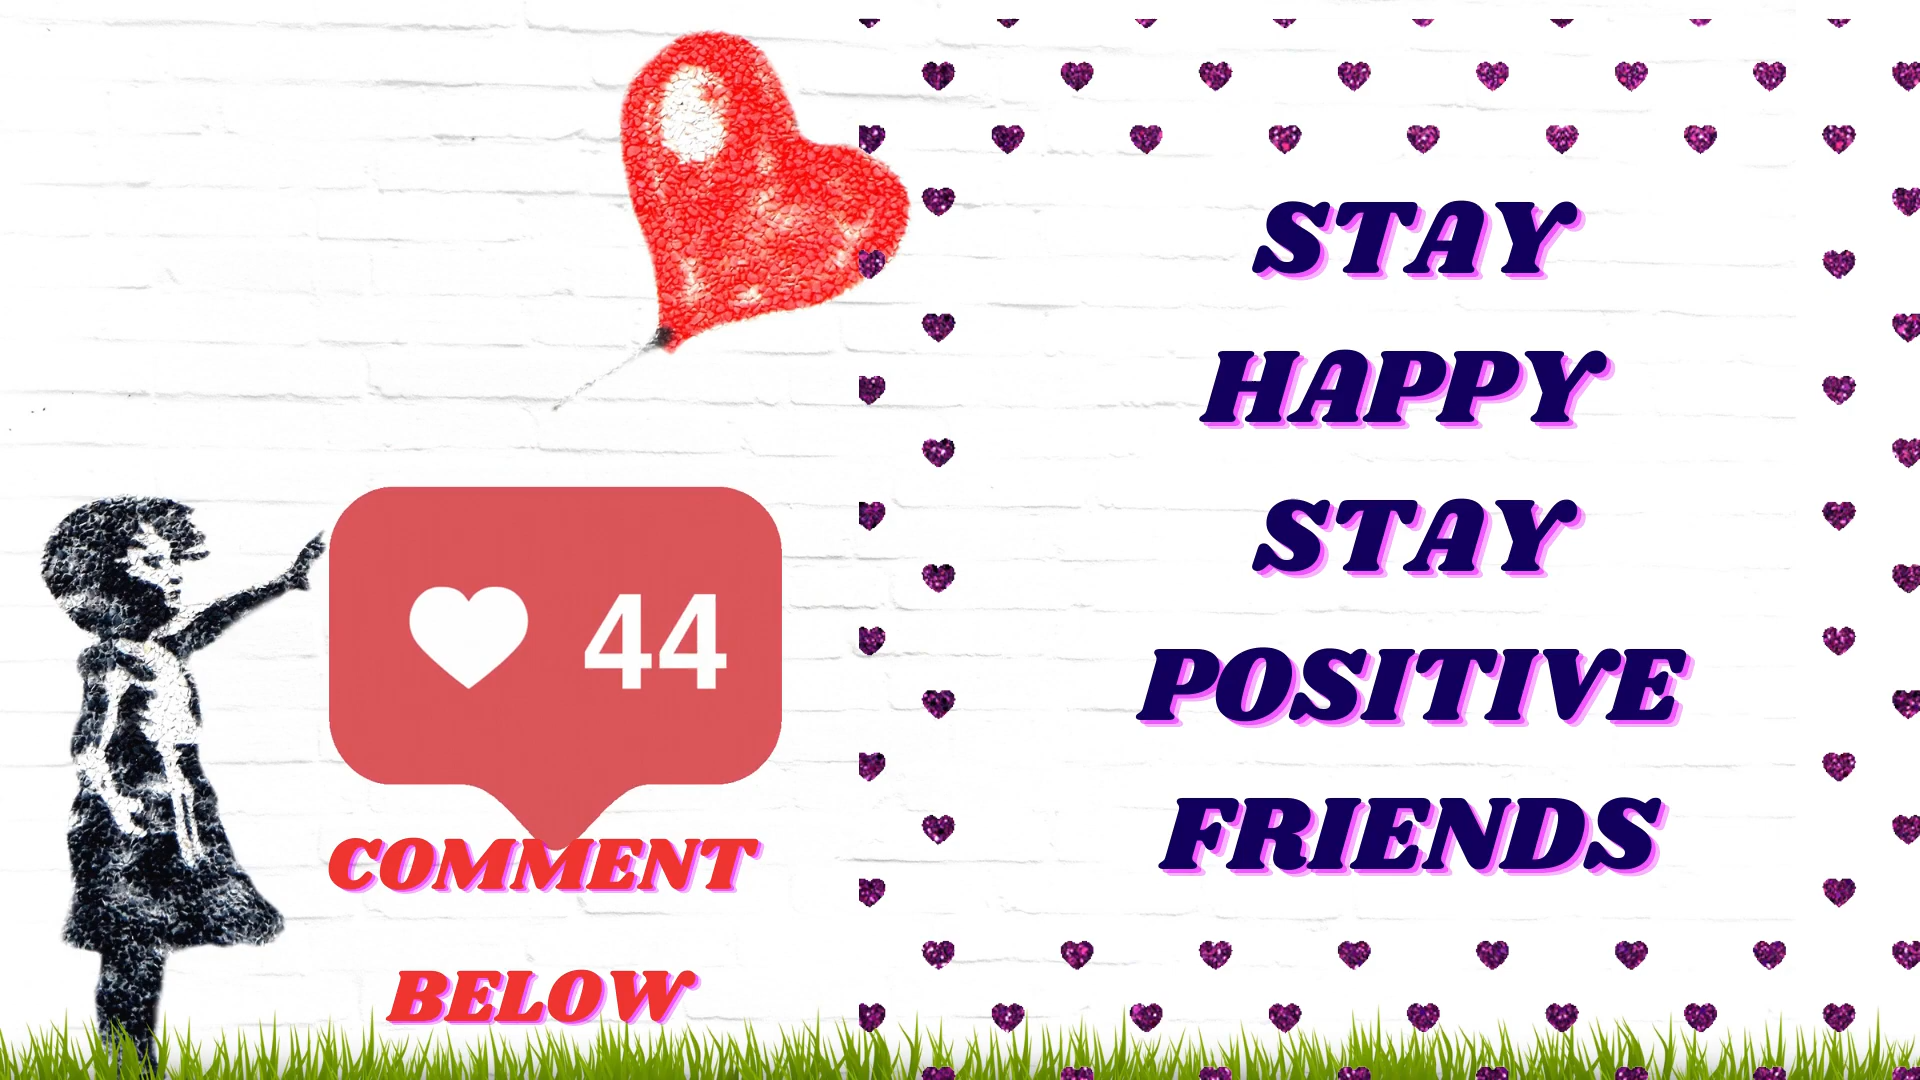 44
COMMENT
BELOW
STAY
HAPPY
STAY
POSITIVE
FRIENDS